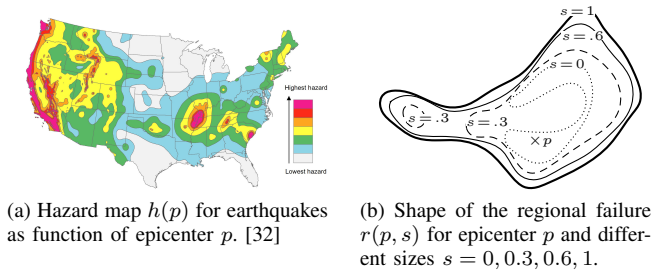 Highest hazard
Lowest hazard
(a) Hazard map h(p) for earthquakes
as function of epicenter p. [32]
s = 1
s = .6
s = 0
s = .3
s = .3
×p
(b) Shape of the regional failure
r(p, s) for epicenter p and differ-
ent sizes s = 0, 0.3, 0.6, 1.